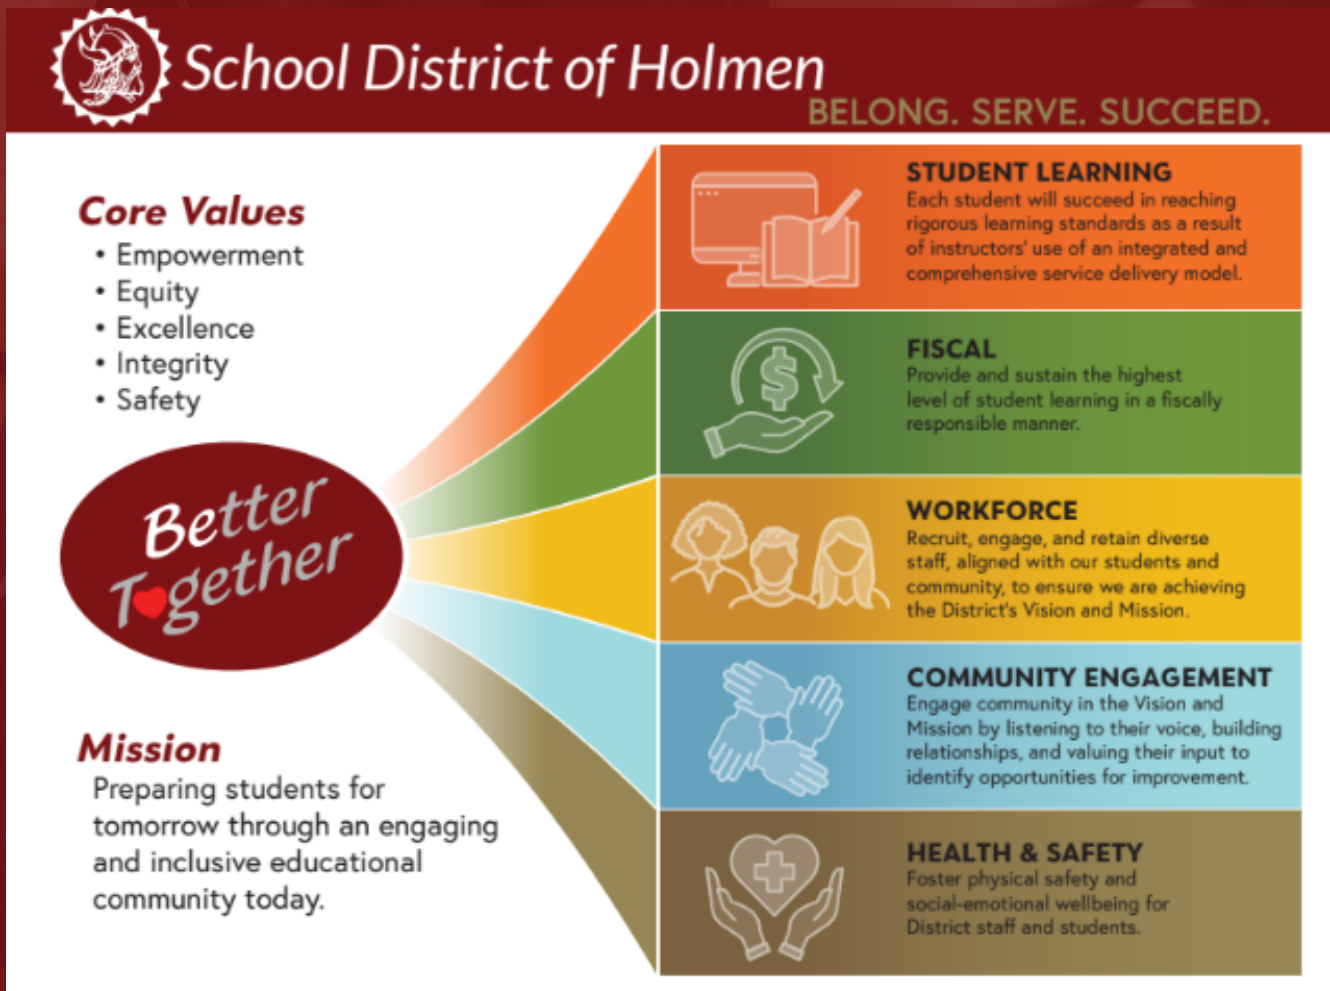 School District of Holmen
BELONG. SERVE. SUCCEED.
Core Values
• Empowerment
• Equity
• Excellence
• Integrity
• Safety
Better
Together
Mission
Preparing students for
tomorrow through an engaging
and inclusive educational
community today.
STUDENT LEARNING
Each student will succeed in reaching
rigorous learning standards as a result
of instructors' use of an integrated and
comprehensive service delivery model.
FISCAL
Provide and sustain the highest
level of student learning in a fiscally
responsible manner.
WORKFORCE
Recruit, engage, and retain diverse
staff, aligned with our students and
community, to ensure we are achieving
the District's Vision and Mission.
COMMUNITY ENGAGEMENT
Engage community in the Vision and
Mission by listening to their voice, building
relationships, and valuing their input to
identify opportunities for improvement.
HEALTH & SAFETY
Foster physical safety and
social-emotional wellbeing for
District staff and students.